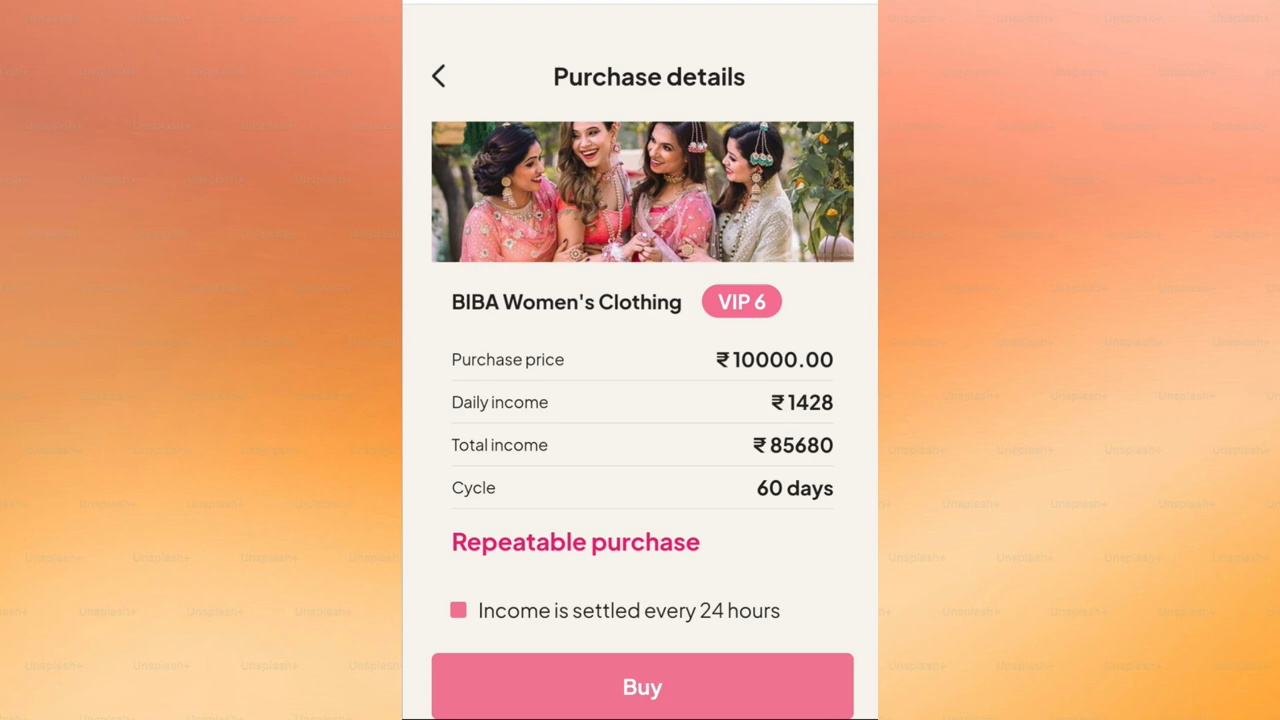 Purchase details
BIBA Women's Clothing VIP 6
Purchase price ₹10000.00
Daily income ₹1428
Total income ₹85680
Cycle 60 days
Repeatable purchase
Income is settled every 24 hours
Buy
Unsplash+